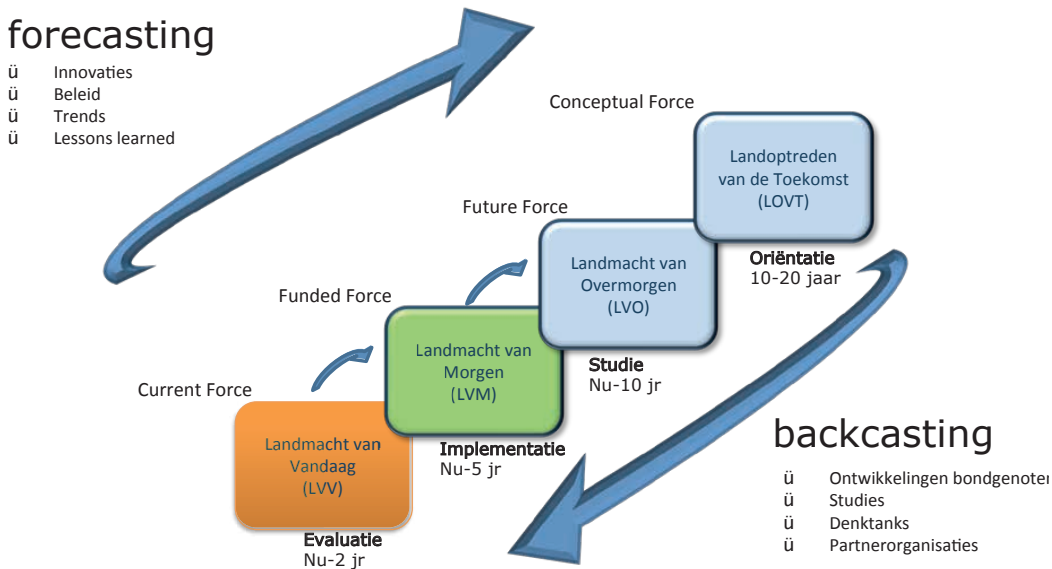 forecasting
ü Innovaties
ü Beleid
ü Trends
ü Lessons learned
Conceptual Force
Landoptreden
van de Toekomst
(LOVT)
Oriëntatie
10-20 jaar
Future Force
Landmacht van
Overmorgen
(LVO)
Studie
Nu-10 jr
Funded Force
Landmacht van
Morgen
(LVM)
Implementatie
Nu-5 jr
Current Force
Landmacht van
Vandaag
(LVV)
Evaluatie
Nu-2 jr
backcasting
ü Ontwikkelingen bondgenoten
ü Studies
ü Denktanks
ü Partnerorganisaties